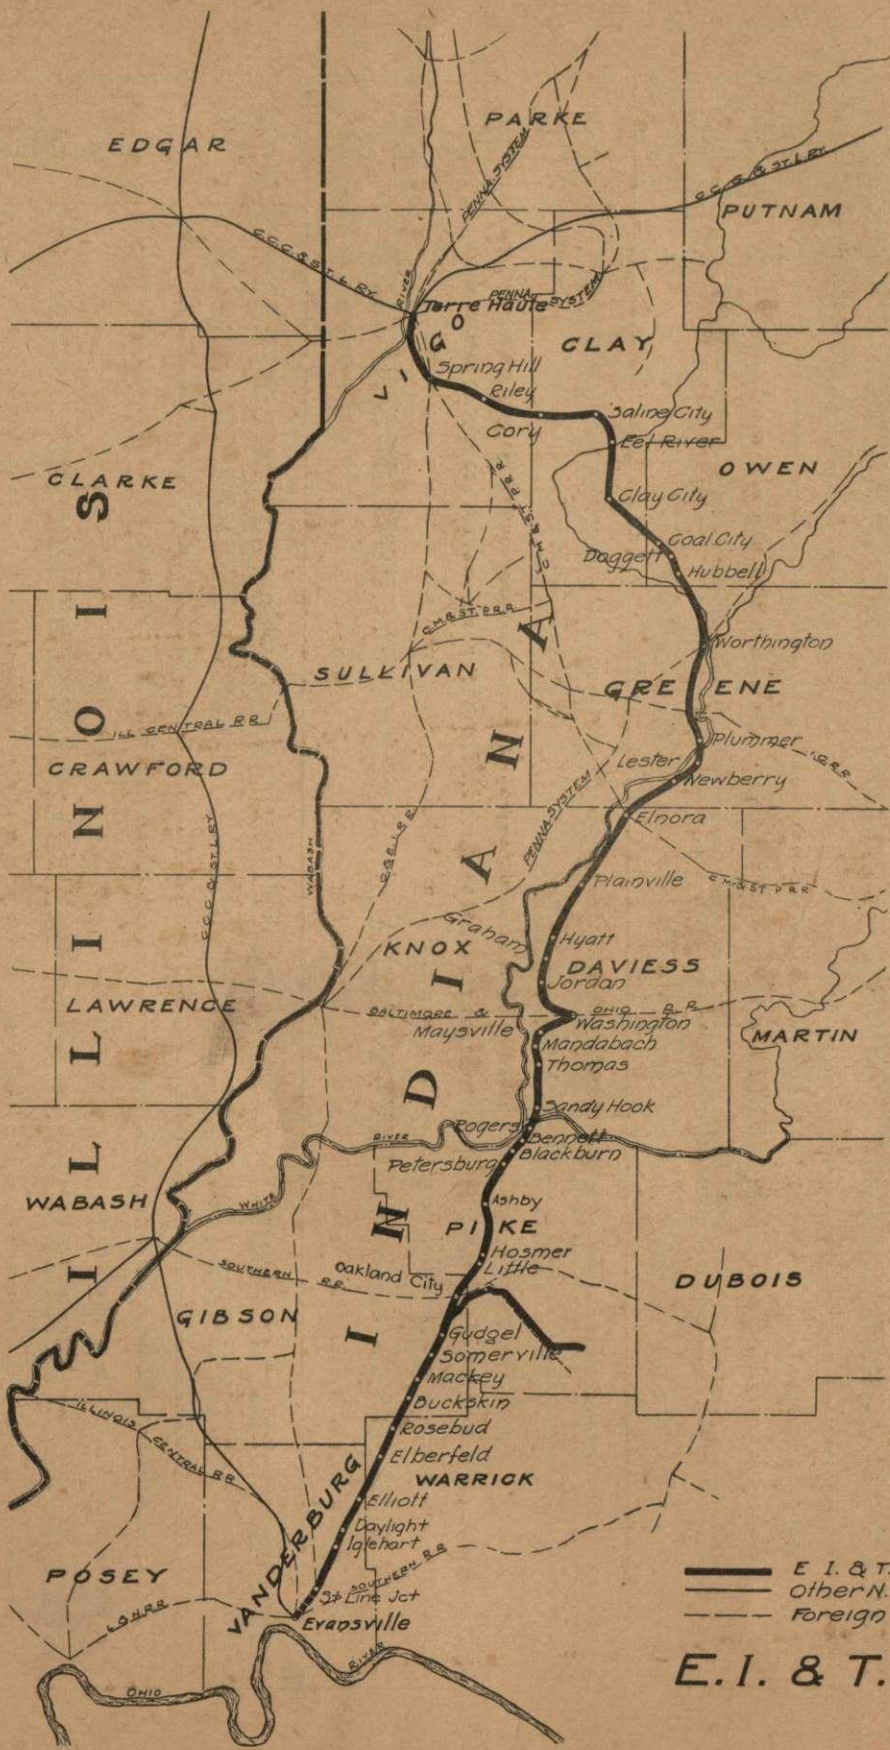 EDGAR
PARKE
PENNA SYSTEM
C.C.C. & ST. L. RY.
PUTNAM
C.C.C. & ST. L. RY.
RIVER
Terre Haute
PENNA SYSTEM
VIGO
CLAY
Spring Hill
Riley
Cory
Saline City
Eel River
CLARKE
OWEN
C.M. & ST. P.R.R.
Clay City
Coal City
Daggett
Hubbell
C.M. & ST. P.R.R.
Worthington
SULLIVAN
GREENE
ILL CENTRAL RR
Plummer
I.C.R.R.
Lester
CRAWFORD
Newberry
PENNA SYSTEM
Elnora
WABASH
C.C.C. & ST. L. RY
Plainville
C.M. & ST. P.R.R.
Graham
Hyatt
KNOX
DAVIESS
Jordan
LAWRENCE
BALTIMORE & OHIO R.R.
Washington
Maysville
MARTIN
Mandabach
Thomas
Sandy Hook
Rogers
Bennett
RIVER
Blackburn
Petersburg
WABASH
WHITE
Ashby
PIKE
Hosmer
Little
SOUTHERN RR
Oakland City
DUBOIS
GIBSON
Gudgel
Somerville
Mackey
Buckskin
ILLINOIS CENTRAL RR
Rosebud
Elberfeld
WARRICK
Elliott
Daylight
Iglehart
VANDERBURG
POSEY
SOUTHERN RR
St Line Jct
L & N RR
Evansville
OHIO
RIVER
ILLINOIS
INDIANA
E I. & T.
Other N.
Foreign
E.I. & T.